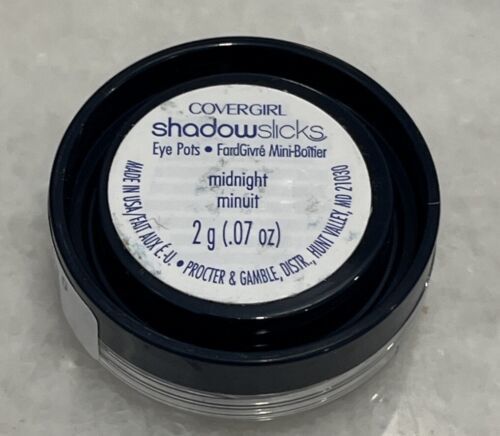 COVERGIRL
shadowslicks
Eye Pots • FardGivré Mini-Boîtier
midnight
minuit
2 g (.07 oz)
MADE IN USA/FAIT AUX É.-U. • PROCTER & GAMBLE, DISTR., HUNT VALLEY, MD 21030